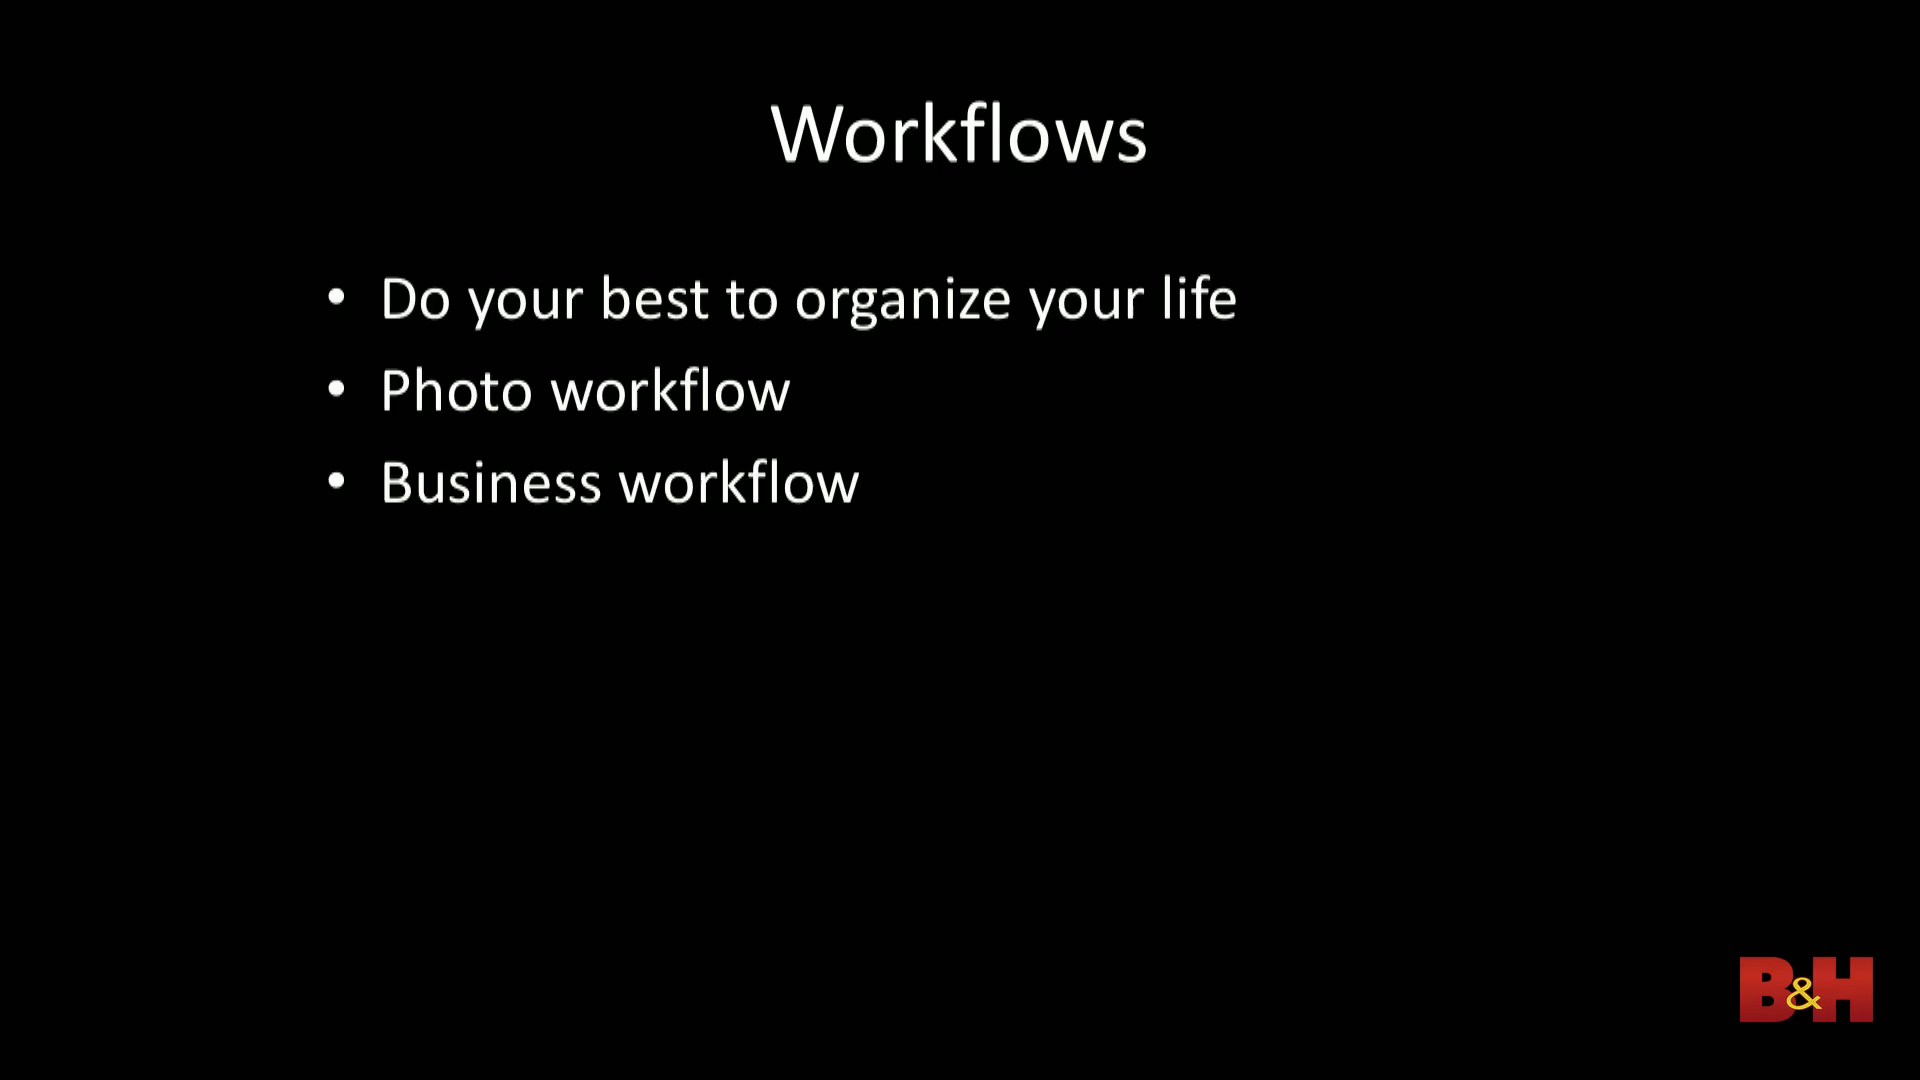 Workflows
• Do your best to organize your life
• Photo workflow
• Business workflow
B&H